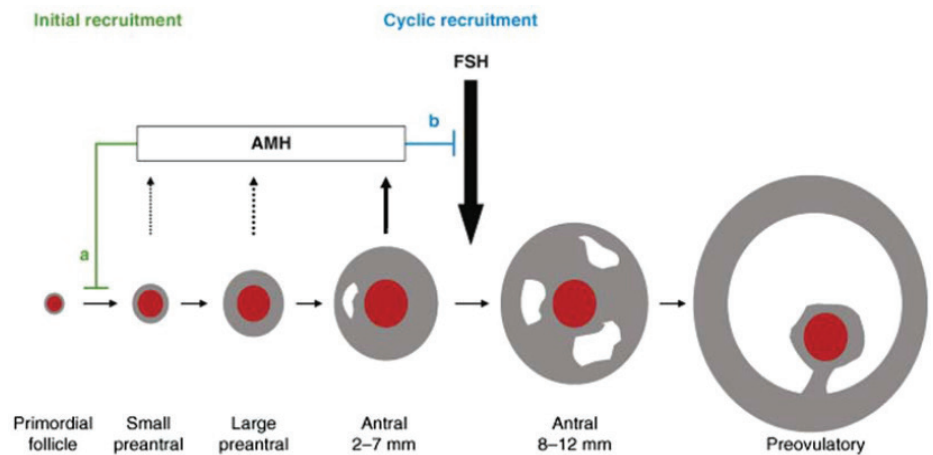 Initial recruitment
Cyclic recruitment
FSH
b
AMH
a
Primordial
follicle
Small
preantral
Large
preantral
Antral
2–7 mm
Antral
8–12 mm
Preovulatory